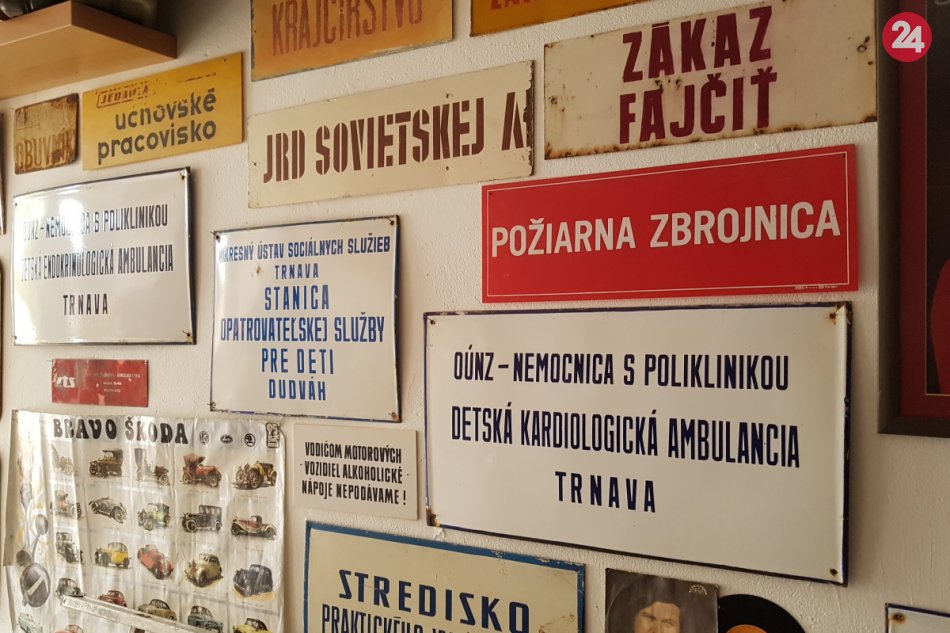 24
KRAJČÍRSTVO
ZÁKAZ
FAJČIŤ
učňovské
pracovisko
OBUVNÍK
JRD SOVIETSKEJ A
POŽIARNA ZBROJNICA
OÚNZ – NEMOCNICA S POLIKLINIKOU
DETSKÁ ENDOKRINOLOGICKÁ AMBULANCIA
TRNAVA
OKRESNÝ ÚSTAV SOCIÁLNYCH SLUŽIEB
TRNAVA
STANICA
OPATROVATEĽSKEJ SLUŽBY
PRE DETI
DUDVÁH
OÚNZ – NEMOCNICA S POLIKLINIKOU
DETSKÁ KARDIOLOGICKÁ AMBULANCIA
TRNAVA
BRAVO ŠKODA
VODIČOM MOTOROVÝCH
VOZIDIEL ALKOHOLICKÉ
NÁPOJE NEPODÁVAME !
STREDISKO
PRAKTICKÉHO